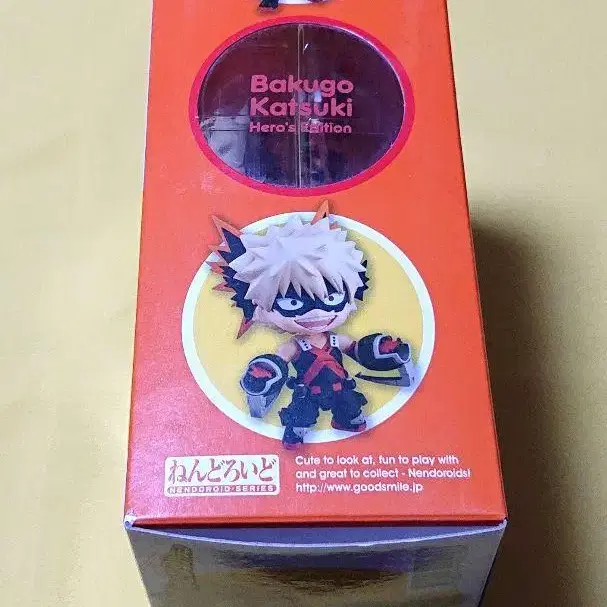 Bakugo
Katsuki
Hero's Edition
ねんどろいど
NENDOROID·SERIES
Cute to look at, fun to play with
and great to collect - Nendoroids!
http://www.goodsmile.jp